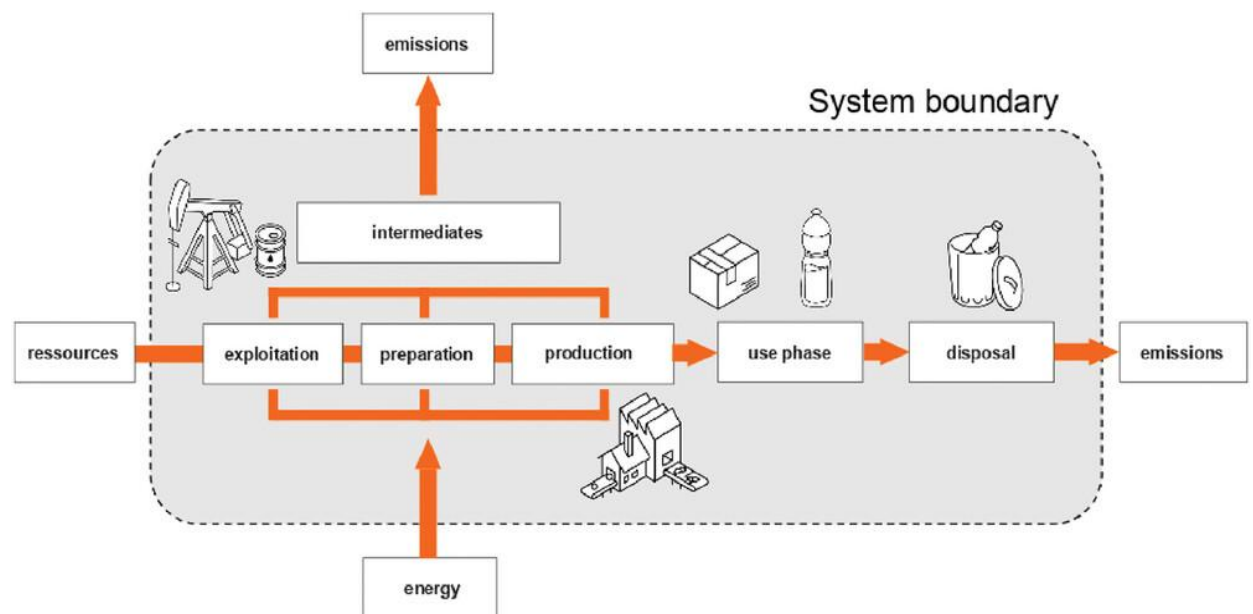 emissions
System boundary
intermediates
ressources
exploitation
preparation
production
use phase
disposal
emissions
energy